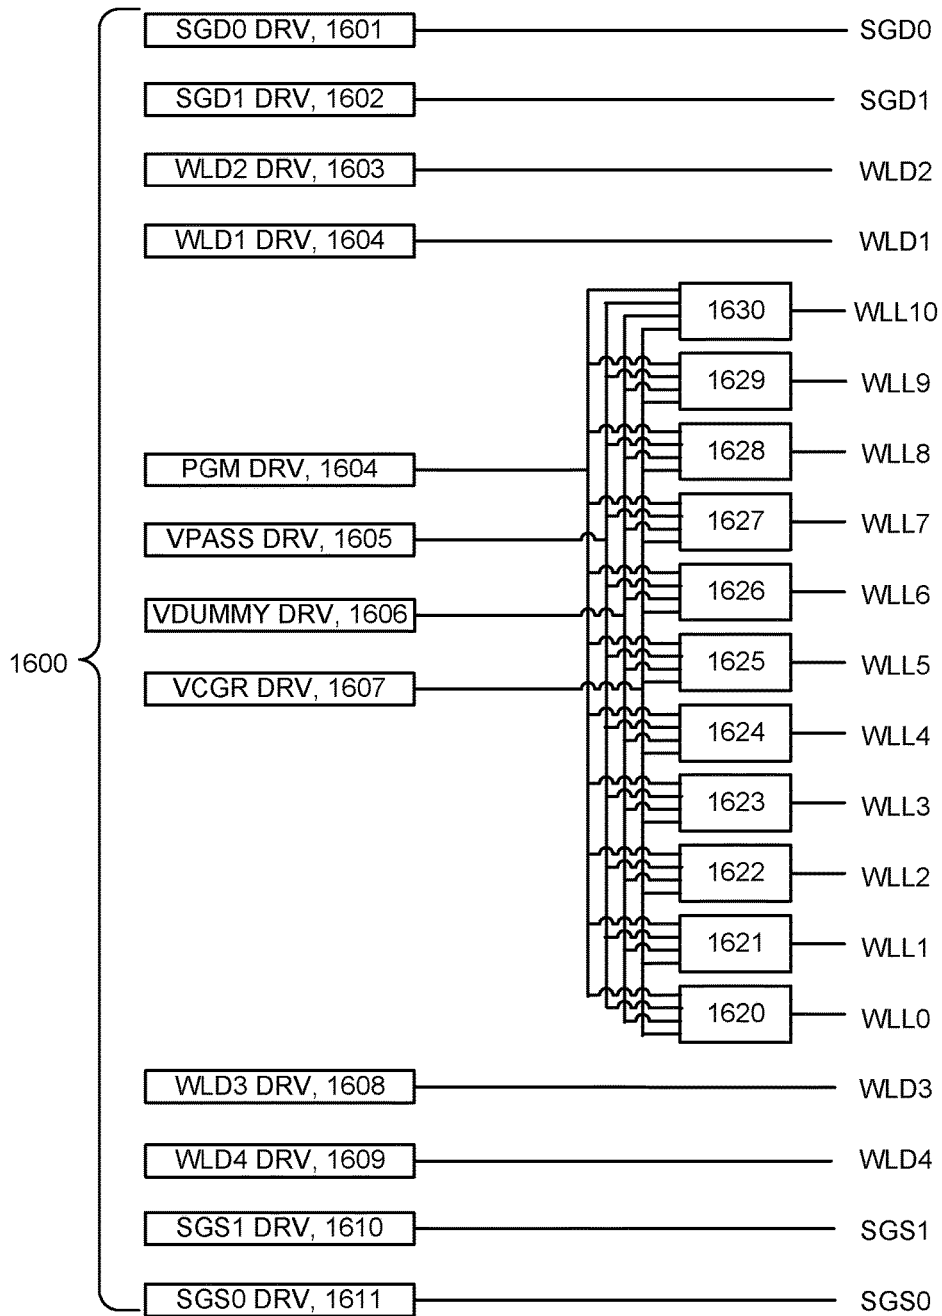 SGD0 DRV, 1601 SGD0
SGD1 DRV, 1602 SGD1
WLD2 DRV, 1603 WLD2
WLD1 DRV, 1604 WLD1
1630 WLL10
1629 WLL9
1628 WLL8
PGM DRV, 1604
1627 WLL7
VPASS DRV, 1605
1626 WLL6
VDUMMY DRV, 1606
1600
1625 WLL5
VCGR DRV, 1607
1624 WLL4
1623 WLL3
1622 WLL2
1621 WLL1
1620 WLL0
WLD3 DRV, 1608 WLD3
WLD4 DRV, 1609 WLD4
SGS1 DRV, 1610 SGS1
SGS0 DRV, 1611 SGS0